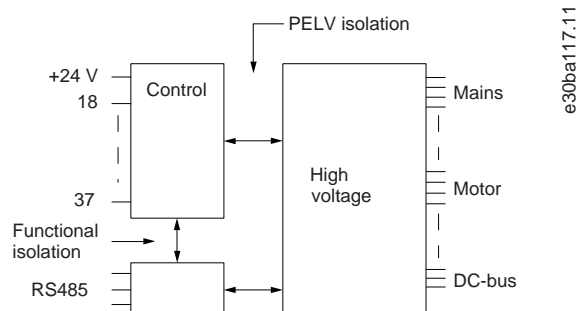 PELV isolation
+24 V
18
37
Control
High
voltage
Mains
Motor
DC-bus
Functional
isolation
RS485
e30ba117.11